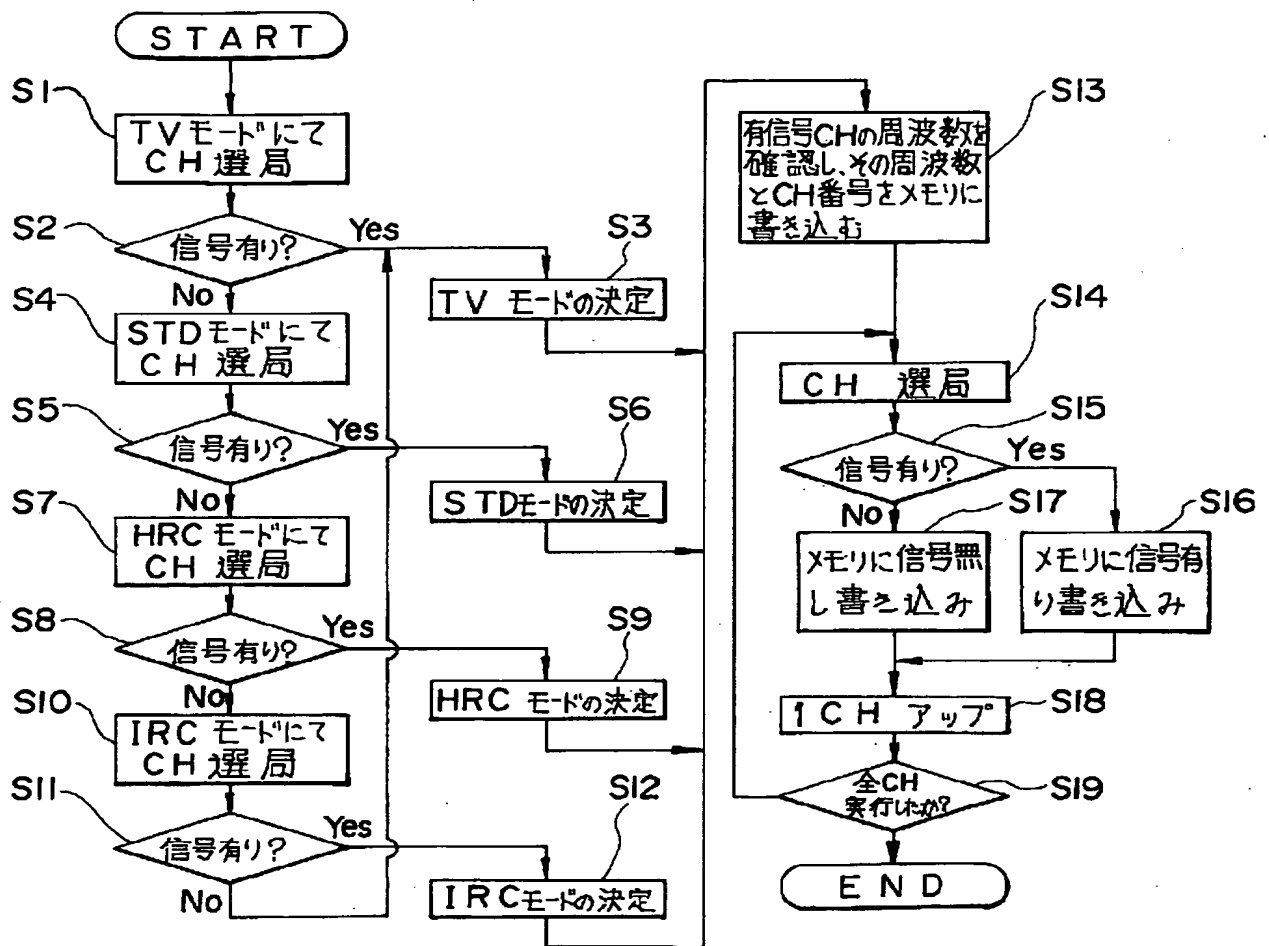 START
S1
TVモードにて
CH 選局
S2
信号有り?
Yes
No
S3
TV モードの決定
S4
STDモードにて
CH 選局
S5
信号有り?
Yes
No
S6
STDモードの決定
S7
HRCモードにて
CH 選局
S8
信号有り?
Yes
No
S9
HRC モードの決定
S10
IRC モードにて
CH 選局
S11
信号有り?
Yes
No
S12
IRCモードの決定
S13
有信号CHの周波数を
確認し、その周波数
とCH番号をメモリに
書き込む
S14
CH 選局
S15
信号有り?
Yes
No
S17
メモリに信号無
し書き込み
S16
メモリに信号有
り書き込み
S18
1CH アップ
S19
全CH
実行したか?
END